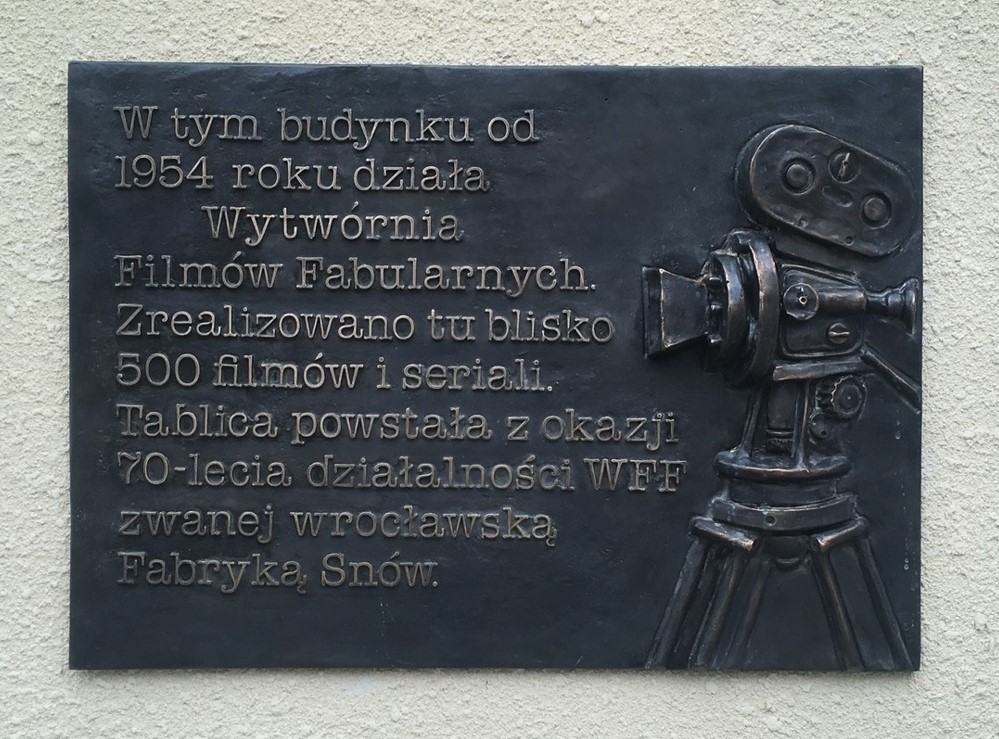 W tym budynku od
1954 roku działa
Wytwórnia
Filmów Fabularnych.
Zrealizowano tu blisko
500 filmów i seriali.
Tablica powstała z okazji
70-lecia działalności WFF
zwanej wrocławską
Fabryką Snów.